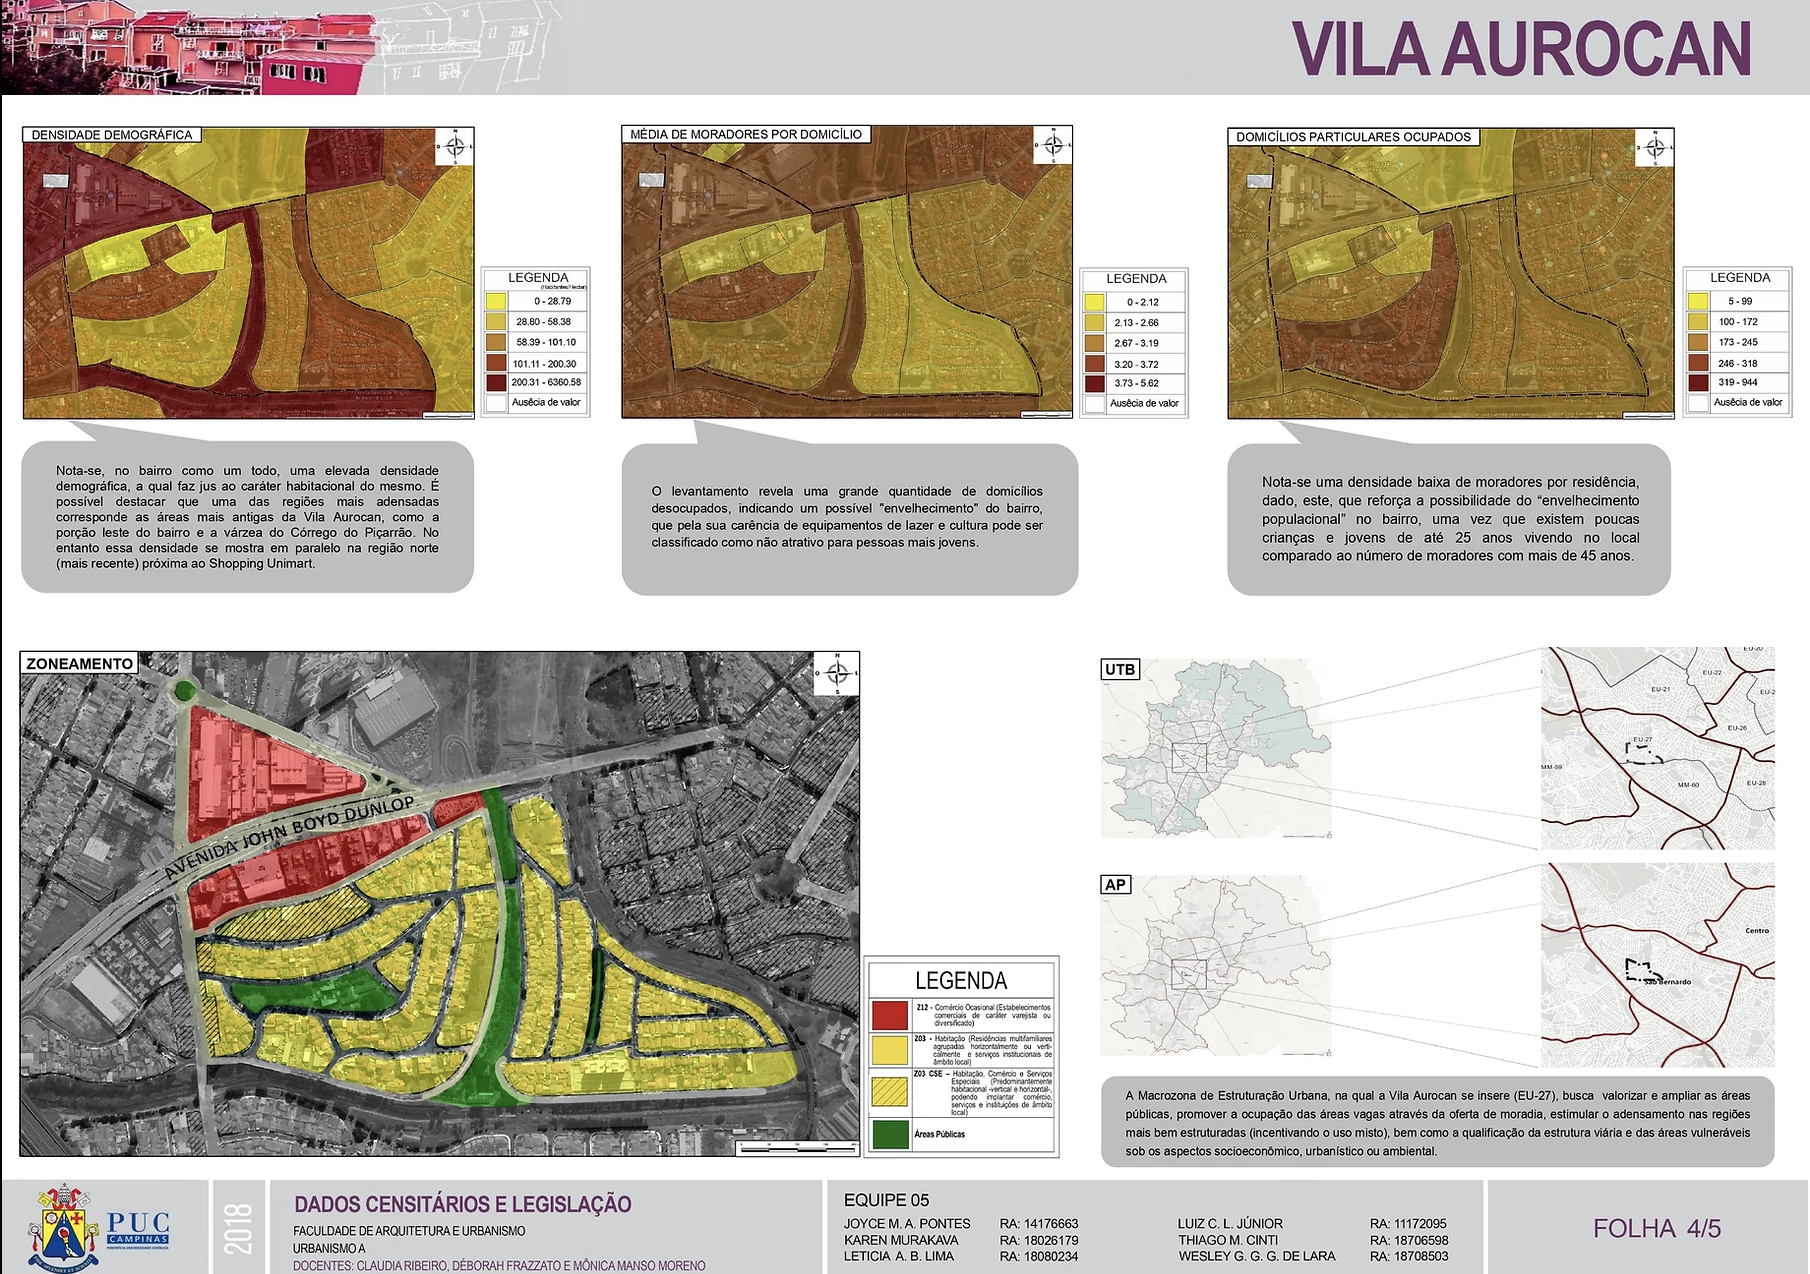 VILA AUROCAN
DENSIDADE DEMOGRÁFICA
N
O
L
S
LEGENDA
(Habitantes/Hectar)
0 - 28.79
28.80 - 58.38
58.39 - 101.10
101.11 - 200.30
200.31 - 6360.58
Ausêcia de valor
MÉDIA DE MORADORES POR DOMICÍLIO
N
O
L
S
LEGENDA
0 - 2.12
2.13 - 2.66
2.67 - 3.19
3.20 - 3.72
3.73 - 5.62
Ausêcia de valor
DOMICÍLIOS PARTICULARES OCUPADOS
N
O
L
S
LEGENDA
5 - 99
100 - 172
173 - 245
246 - 318
319 - 944
Ausêcia de valor
Nota-se, no bairro como um todo, uma elevada densidade
demográfica, a qual faz jus ao caráter habitacional do mesmo. É
possível destacar que uma das regiões mais adensadas
corresponde as áreas mais antigas da Vila Aurocan, como a
porção leste do bairro e a várzea do Córrego do Piçarrão. No
entanto essa densidade se mostra em paralelo na região norte
(mais recente) próxima ao Shopping Unimart.
O levantamento revela uma grande quantidade de domicílios
desocupados, indicando um possível "envelhecimento" do bairro,
que pela sua carência de equipamentos de lazer e cultura pode ser
classificado como não atrativo para pessoas mais jovens.
Nota-se uma densidade baixa de moradores por residência,
dado, este, que reforça a possibilidade do “envelhecimento
populacional” no bairro, uma vez que existem poucas
crianças e jovens de até 25 anos vivendo no local
comparado ao número de moradores com mais de 45 anos.
ZONEAMENTO
N
O
L
S
AVENIDA JOHN BOYD DUNLOP
LEGENDA
Z12 - Comércio Ocasional (Estabelecimentos
comerciais de caráter varejista ou
diversificado)
Z03 - Habitação (Residências multifamiliares
agrupadas horizontalmente ou verti-
calmente e serviços institucionais de
âmbito local)
Z03 CSE – Habitação, Comércio e Serviços
Especiais (Predominantemente
habitacional -vertical e horizontal-,
podendo implantar comércio,
serviços e instituições de âmbito
local)
Áreas Públicas
UTB
EU-20
EU-22
EU-21
EU-2
EU-26
EU-27
MM-59
MM-60
EU-28
AP
Centro
São Bernardo
A Macrozona de Estruturação Urbana, na qual a Vila Aurocan se insere (EU-27), busca valorizar e ampliar as áreas
públicas, promover a ocupação das áreas vagas através da oferta de moradia, estimular o adensamento nas regiões
mais bem estruturadas (incentivando o uso misto), bem como a qualificação da estrutura viária e das áreas vulneráveis
sob os aspectos socioeconômico, urbanístico ou ambiental.
PUC
CAMPINAS
PONTIFÍCIA UNIVERSIDADE CATÓLICA
2018
DADOS CENSITÁRIOS E LEGISLAÇÃO
FACULDADE DE ARQUITETURA E URBANISMO
URBANISMO A
DOCENTES: CLAUDIA RIBEIRO, DÉBORAH FRAZZATO E MÔNICA MANSO MORENO
EQUIPE 05
JOYCE M. A. PONTES RA: 14176663
KAREN MURAKAVA RA: 18026179
LETICIA A. B. LIMA RA: 18080234
LUIZ C. L. JÚNIOR RA: 11172095
THIAGO M. CINTI RA: 18706598
WESLEY G. G. G. DE LARA RA: 18708503
FOLHA 4/5